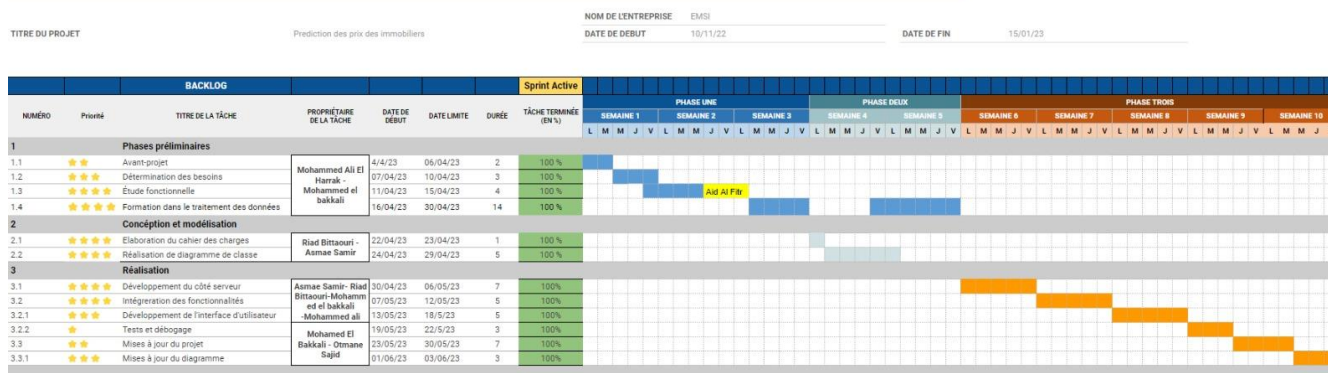 NOM DE L'ENTREPRISE EMSI
TITRE DU PROJET Prediction des prix des immobiliers DATE DE DEBUT 10/11/22 DATE DE FIN 15/01/23
BACKLOG Sprint Active
PHASE UNE PHASE DEUX PHASE TROIS
NUMÉRO Priorité TITRE DE LA TÂCHE PROPRIÉTAIRE DE LA TÂCHE DATE DE DÉBUT DATE LIMITE DURÉE TÂCHE TERMINÉE (EN %) SEMAINE 1 SEMAINE 2 SEMAINE 3 SEMAINE 4 SEMAINE 5 SEMAINE 6 SEMAINE 7 SEMAINE 8 SEMAINE 9 SEMAINE 10
L M M J V L M M J V L M M J V L M M J V L M M J V L M M J V L M M J V L M M J V L M M J V L M M J
1 Phases préliminaires
Mohammed Ali El Harrak - Mohammed el bakkali
1.1 Avant-projet 4/4/23 06/04/23 2 100 %
1.2 Détermination des besoins 07/04/23 10/04/23 3 100 %
1.3 Étude fonctionnelle 11/04/23 15/04/23 4 100 % Aid Al Fitr
1.4 Formation dans le traitement des données 16/04/23 30/04/23 14 100 %
2 Concéption et modélisation
Riad Bittaouri - Asmae Samir
2.1 Elaboration du cahier des charges 22/04/23 23/04/23 1 100 %
2.2 Réalisation de diagramme de classe 24/04/23 29/04/23 5 100 %
3 Réalisation
Asmae Samir- Riad Bittaouri-Mohammed el bakkali -Mohammed ali
3.1 Développement du côté serveur 30/04/23 06/05/23 7 100%
3.2 Intégreration des fonctionnalités 07/05/23 12/05/23 5 100%
3.2.1 Développement de l'interface d'utilisateur 13/05/23 18/5/23 5 100%
Mohamed El Bakkali - Otmane Sajid
3.2.2 Tests et débogage 19/05/23 22/5/23 3 100%
3.3 Mises à jour du projet 23/05/23 30/05/23 7 100%
3.3.1 Mises à jour du diagramme 01/06/23 03/06/23 3 100%